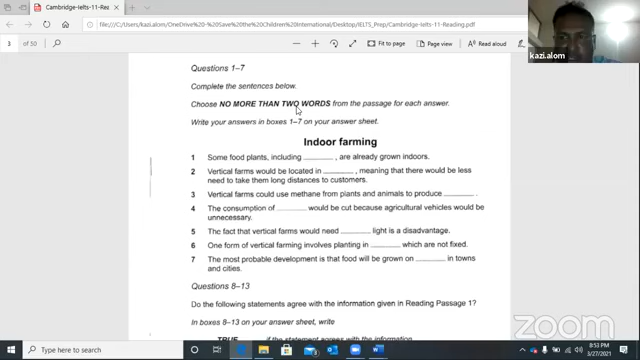 Cambridge-Ielts-11-Reading.pdf
file:///C:/Users/kazi.alom/OneDrive%20-%20Save%20the%20Children%20International/Desktop/IELTS_Prep/Cambridge-Ielts-11-Reading.pdf
3 of 50
Fit to page
Page view
Read aloud
kazi.alom
Questions 1–7
Complete the sentences below.
Choose NO MORE THAN TWO WORDS from the passage for each answer.
Write your answers in boxes 1–7 on your answer sheet.
Indoor farming
1 Some food plants, including ________, are already grown indoors.
2 Vertical farms would be located in ________, meaning that there would be less
need to take them long distances to customers.
3 Vertical farms could use methane from plants and animals to produce ________.
4 The consumption of ________ would be cut because agricultural vehicles would be
unnecessary.
5 The fact that vertical farms would need ________ light is a disadvantage.
6 One form of vertical farming involves planting in ________ which are not fixed.
7 The most probable development is that food will be grown on ________ in towns
and cities.
Questions 8–13
Do the following statements agree with the information given in Reading Passage 1?
In boxes 8–13 on your answer sheet, write
TRUE if the statement agrees with the information
zoom
8:53 PM
3/27/2021